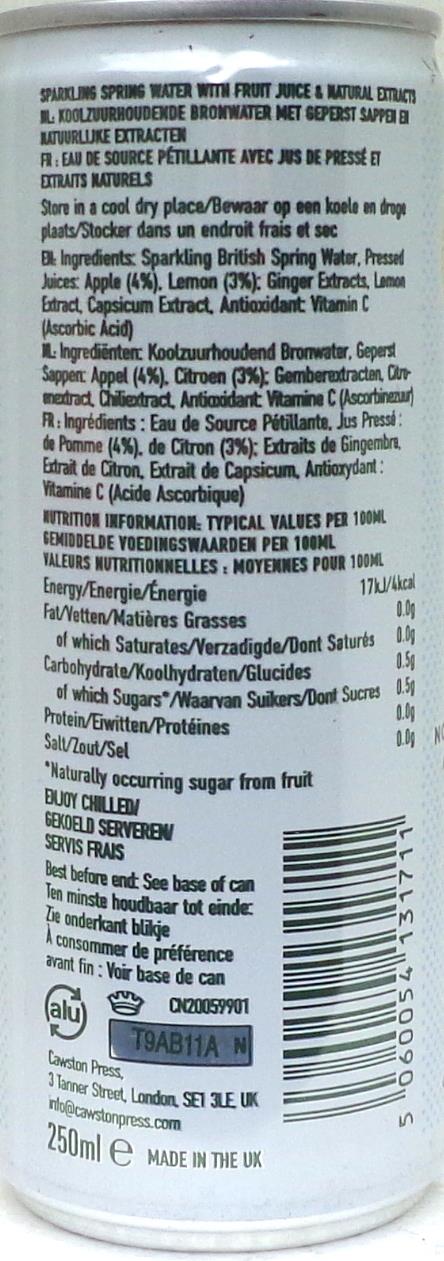 SPARKLING SPRING WATER WITH FRUIT JUICE & NATURAL EXTRACTS
NL: KOOLZUURHOUDENDE BRONWATER MET GEPERST SAPPEN EN
NATUURLIJKE EXTRACTEN
FR : EAU DE SOURCE PÉTILLANTE AVEC JUS DE PRESSÉ ET
EXTRAITS NATURELS
Store in a cool dry place/Bewaar op een koele en droge
plaats/Stocker dans un endroit frais et sec
EN: Ingredients: Sparkling British Spring Water, Pressed
Juices: Apple (4%), Lemon (3%); Ginger Extracts, Lemon
Extract, Capsicum Extract, Antioxidant: Vitamin C
(Ascorbic Acid)
NL: Ingrediënten: Koolzuurhoudend Bronwater, Geperst
Sappen: Appel (4%), Citroen (3%); Gemberextracten, Citro-
enextract, Chiliextract, Antioxidant: Vitamine C (Ascorbinezuur)
FR : Ingrédients : Eau de Source Pétillante, Jus Pressé :
de Pomme (4%), de Citron (3%); Extraits de Gingembre,
Extrait de Citron, Extrait de Capsicum, Antioxydant :
Vitamine C (Acide Ascorbique)
NUTRITION INFORMATION: TYPICAL VALUES PER 100ML
GEMIDDELDE VOEDINGSWAARDEN PER 100ML
VALEURS NUTRITIONNELLES : MOYENNES POUR 100ML
Energy/Energie/Énergie 17kJ/4kcal
Fat/Vetten/Matières Grasses 0.0g
of which Saturates/Verzadigde/Dont Saturés 0.0g
Carbohydrate/Koolhydraten/Glucides 0.5g
of which Sugars*/Waarvan Suikers/Dont Sucres 0.5g
Protein/Eiwitten/Protéines 0.0g
Salt/Zout/Sel 0.0g
*Naturally occurring sugar from fruit
ENJOY CHILLED/
GEKOELD SERVEREN/
SERVIS FRAIS
Best before end: See base of can
Ten minste houdbaar tot einde:
Zie onderkant blikje
À consommer de préférence
avant fin : Voir base de can
alu
CN20059901
T9AB11A N
Cawston Press,
3 Tanner Street, London, SE1 3LE, UK
info@cawstonpress.com
250ml e MADE IN THE UK
5 060054 131711